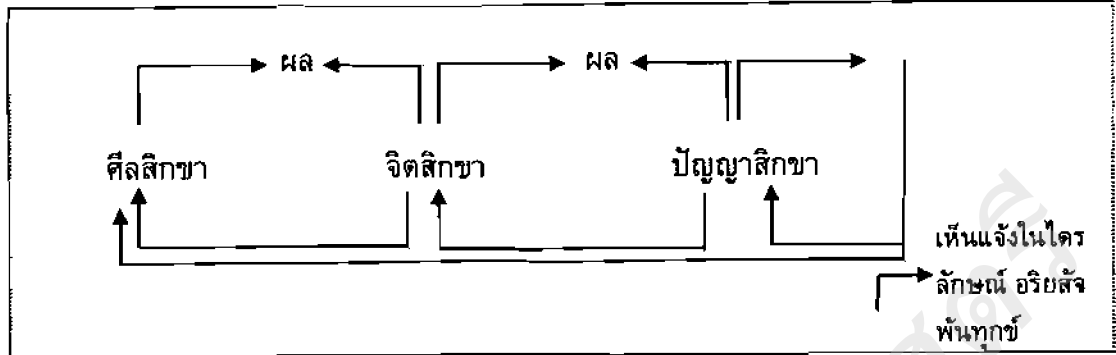 ผล ผล
ศีลสิกขา จิตสิกขา ปัญญาสิกขา
เห็นแจ้งในไตร
ลักษณ์ อริยสัจ
พ้นทุกข์